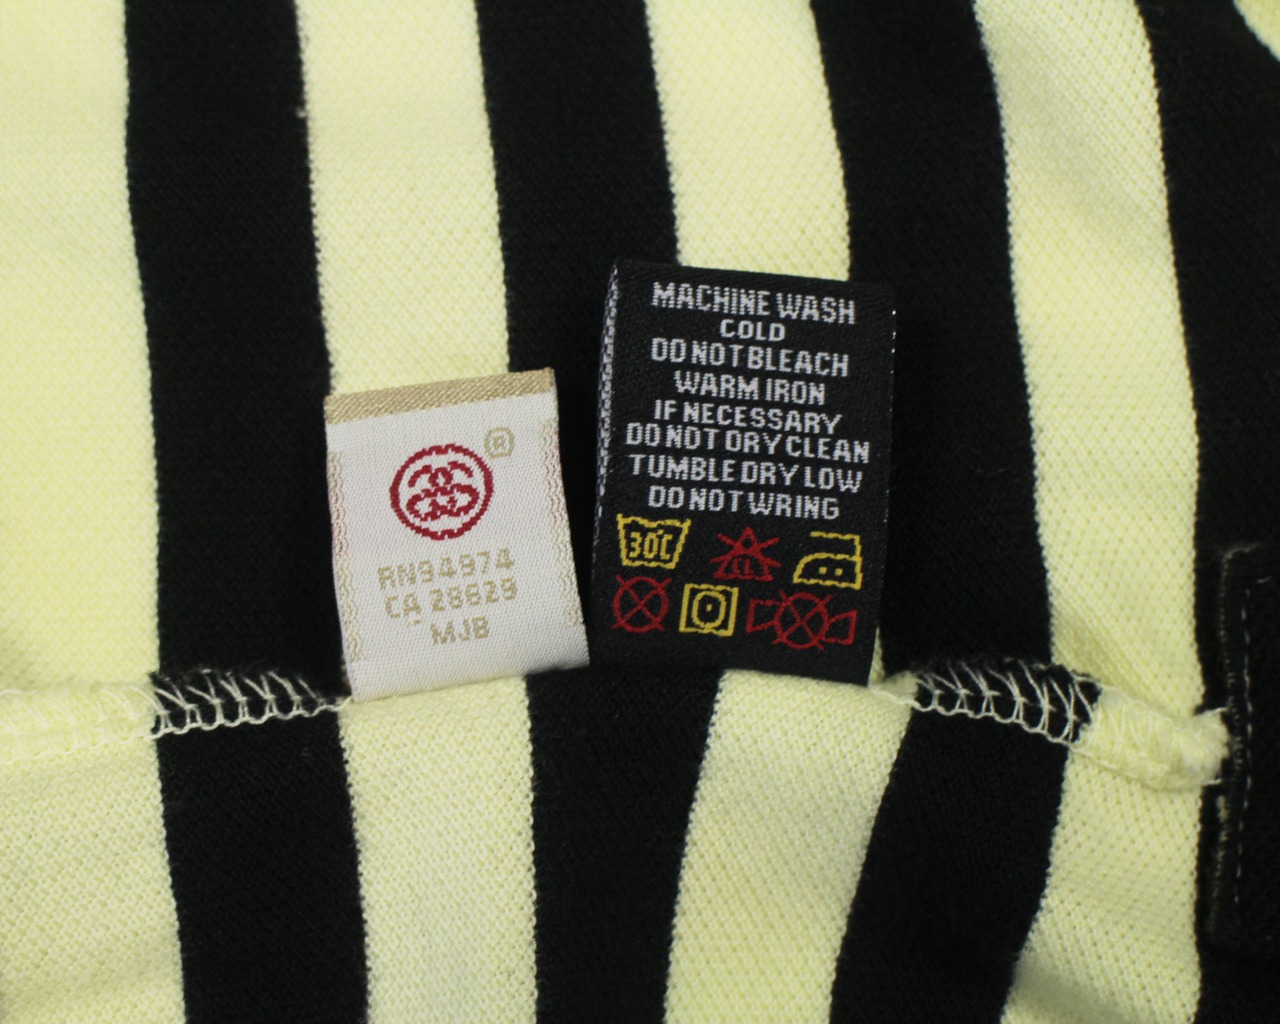 ®
RN94974
CA 28629
MJB
MACHINE WASH
COLD
DO NOT BLEACH
WARM IRON
IF NECESSARY
DO NOT DRY CLEAN
TUMBLE DRY LOW
DO NOT WRING
30C
CL